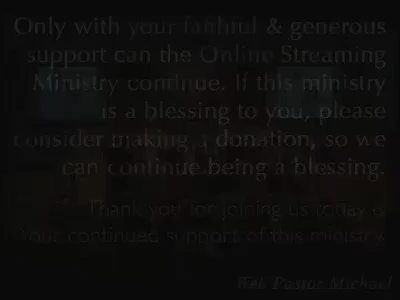 Only with your faithful & generous
support can the Online Streaming
Ministry continue. If this ministry
is a blessing to you, please
consider making a donation, so we
can continue being a blessing.
Thank you for joining us today &
Your continued support of this ministry.
Web Pastor Michael